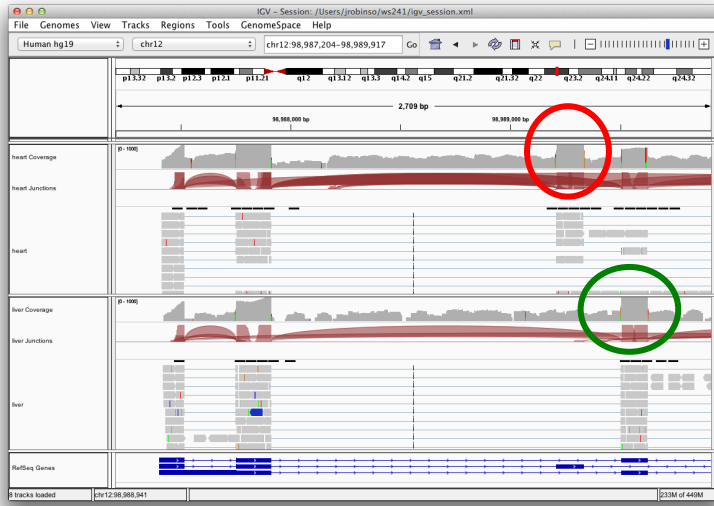 IGV - Session: /Users/jrobinso/ws241/igv_session.xml
File Genomes View Tracks Regions Tools GenomeSpace Help
Human hg19 chr12 chr12:98,987,204-98,989,917 Go
p13.32 p13.2 p12.3 p12.1 p11.21 q12 q13.12 q13.3 q14.1 q15 q21.2 q21.32 q22 q23.2 q24.11 q24.22 q24.32
2,709 bp
98,988,000 bp 98,989,000 bp
heart Coverage [0 - 1000]
heart Junctions
heart
liver Coverage [0 - 1000]
liver Junctions
liver
RefSeq Genes
8 tracks loaded chr12:98,988,941 233M of 449M